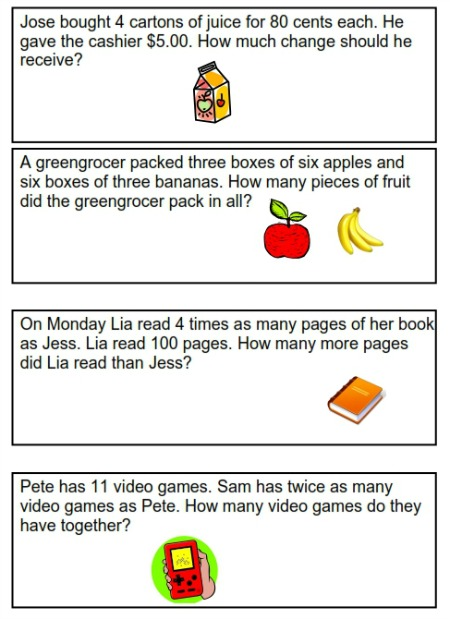 Jose bought 4 cartons of juice for 80 cents each. He
gave the cashier $5.00. How much change should he
receive?
A greengrocer packed three boxes of six apples and
six boxes of three bananas. How many pieces of fruit
did the greengrocer pack in all?
On Monday Lia read 4 times as many pages of her book
as Jess. Lia read 100 pages. How many more pages
did Lia read than Jess?
Pete has 11 video games. Sam has twice as many
video games as Pete. How many video games do they
have together?